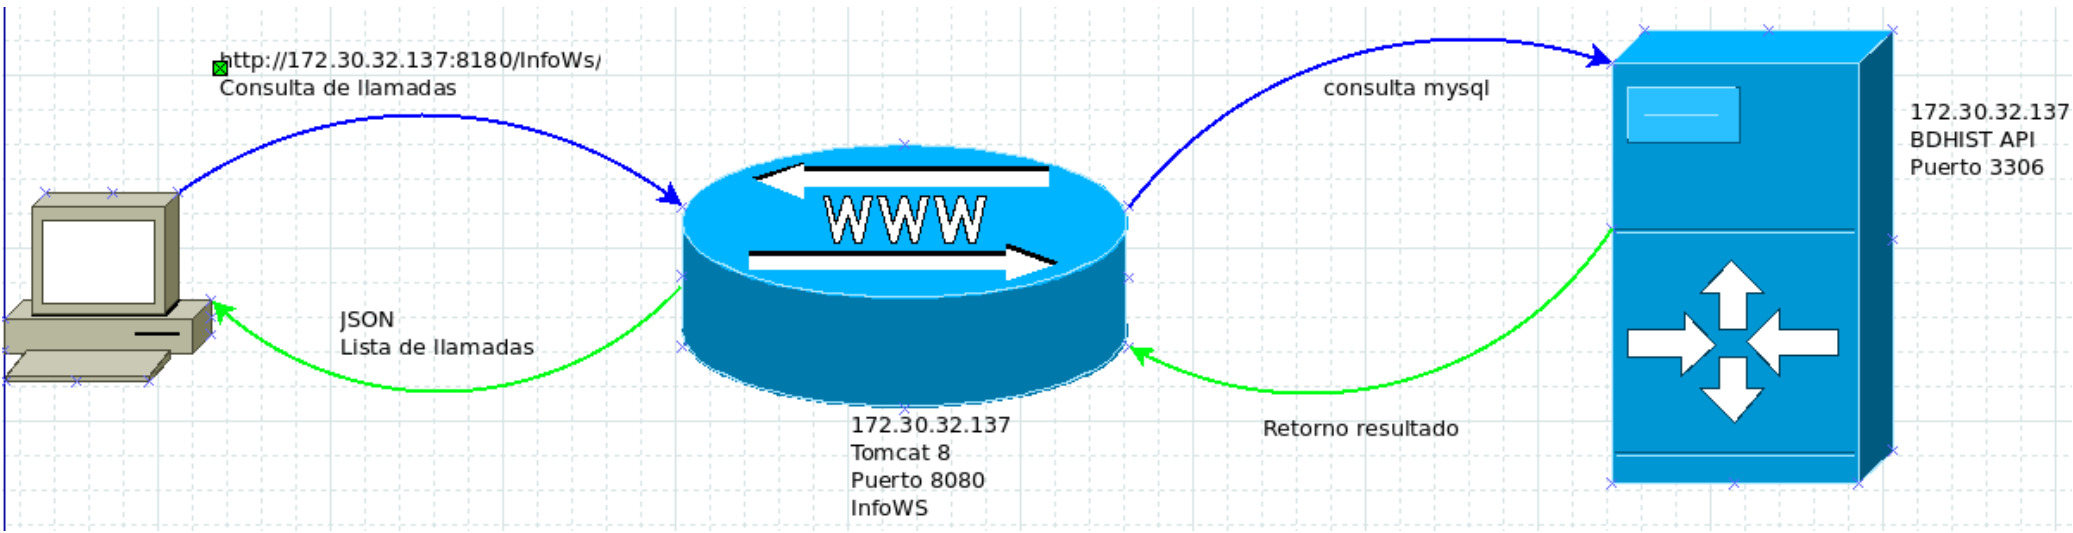 http://172.30.32.137:8180/InfoWs/
Consulta de llamadas
consulta mysql
172.30.32.137
BDHIST API
Puerto 3306
WWW
JSON
Lista de llamadas
172.30.32.137
Tomcat 8
Puerto 8080
InfoWS
Retorno resultado